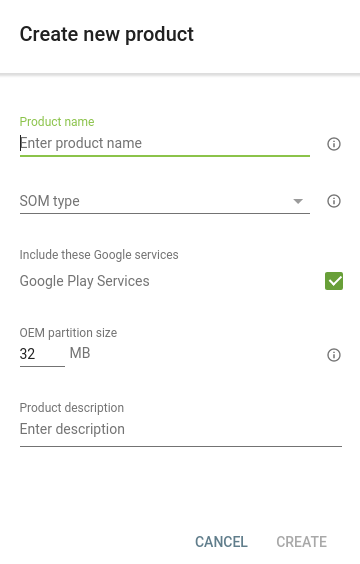 Create new product
Product name
Enter product name
SOM type
Include these Google services
Google Play Services
OEM partition size
32 MB
Product description
Enter description
CANCEL CREATE